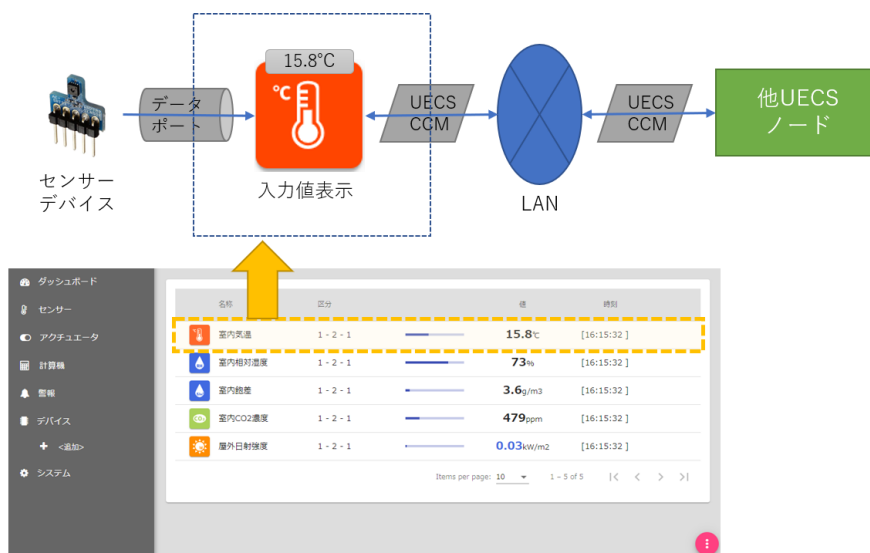 15.8°C
°C
データ
ポート
UECS
CCM
UECS
CCM
他UECS
ノード
センサー
デバイス
入力値表示
LAN
ダッシュボード
センサー
アクチュエータ
計算機
警報
デバイス
<追加>
システム
名称 区分 値 時刻
室内気温 1 - 2 - 1 15.8℃ [16:15:32 ]
室内相対湿度 1 - 2 - 1 73% [16:15:32 ]
室内飽差 1 - 2 - 1 3.6g/m3 [16:15:32 ]
室内CO2濃度 1 - 2 - 1 479ppm [16:15:32 ]
屋外日射強度 1 - 2 - 1 0.03kW/m2 [16:15:32 ]
Items per page: 10 1 – 5 of 5